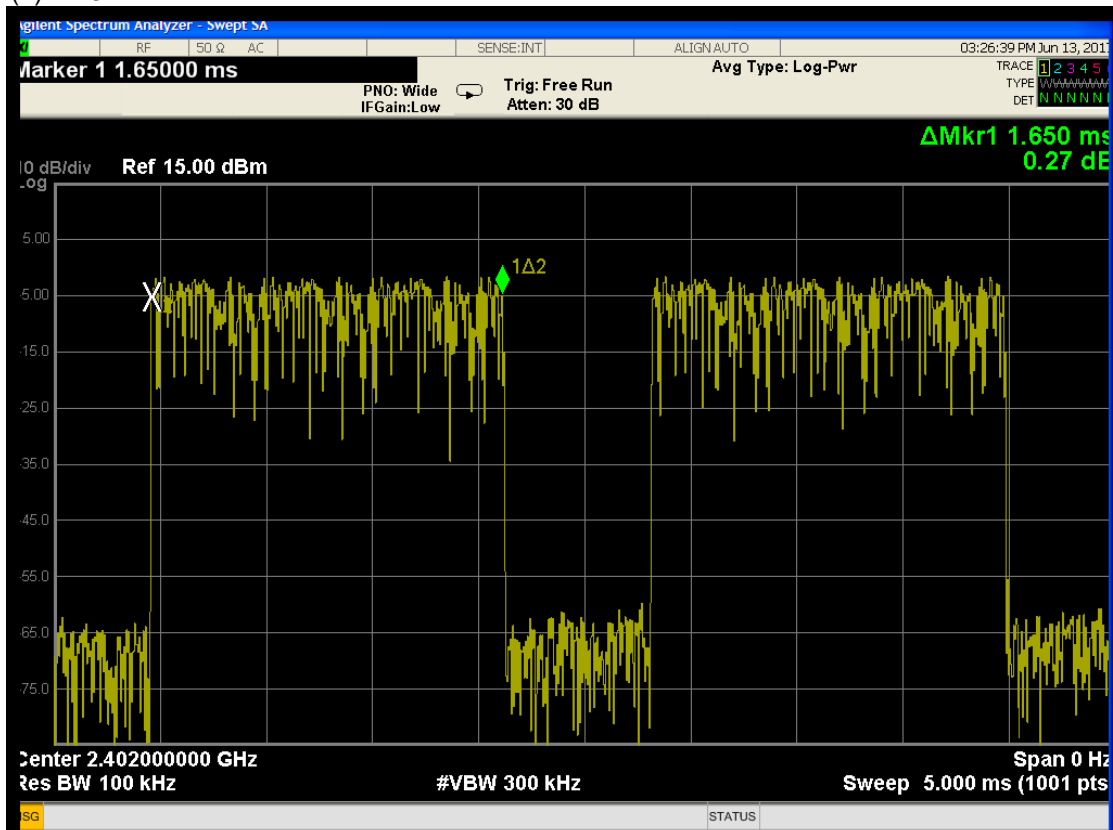 Agilent Spectrum Analyzer - Swept SA
RF 50 Ω AC SENSE:INT ALIGN AUTO 03:26:39 PM Jun 13, 201
Marker 1 1.65000 ms
PNO: Wide
IFGain:Low
Trig: Free Run
Atten: 30 dB
Avg Type: Log-Pwr
TRACE 1 2 3 4 5
TYPE
DET N N N N N
ΔMkr1 1.650 ms
0.27 dB
10 dB/div Ref 15.00 dBm
Log
5.00
1Δ2
-5.00
-15.0
-25.0
-35.0
-45.0
-55.0
-65.0
-75.0
Center 2.402000000 GHz Span 0 Hz
Res BW 100 kHz #VBW 300 kHz Sweep 5.000 ms (1001 pts
MSG STATUS